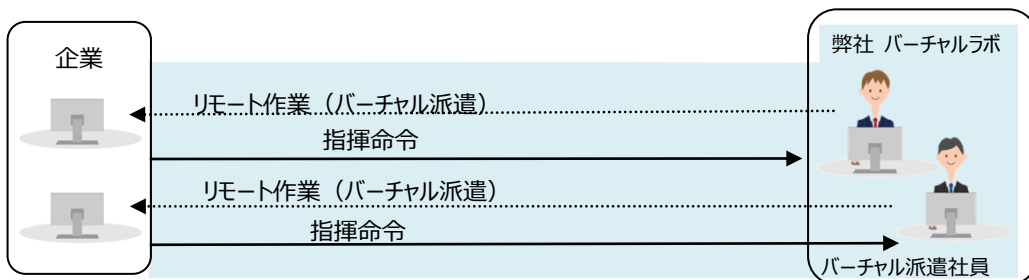 企業
弊社 バーチャルラボ
リモート作業（バーチャル派遣）
指揮命令
リモート作業（バーチャル派遣）
指揮命令
バーチャル派遣社員